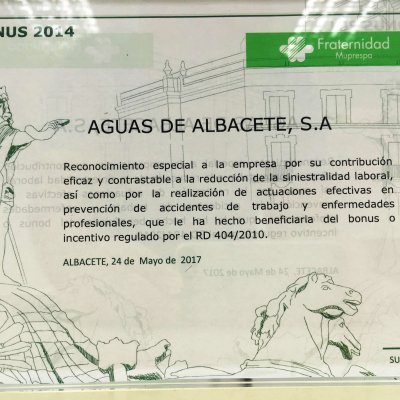 NUS 2014
Fraternidad
Muprespa
AGUAS DE ALBACETE, S.A
Reconocimiento especial a la empresa por su contribución
eficaz y contrastable a la reducción de la siniestralidad laboral,
así como por la realización de actuaciones efectivas en
prevención de accidentes de trabajo y enfermedades
profesionales, que le ha hecho beneficiaria del bonus o
incentivo regulado por el RD 404/2010.
ALBACETE, 24 de Mayo de 2017
SU